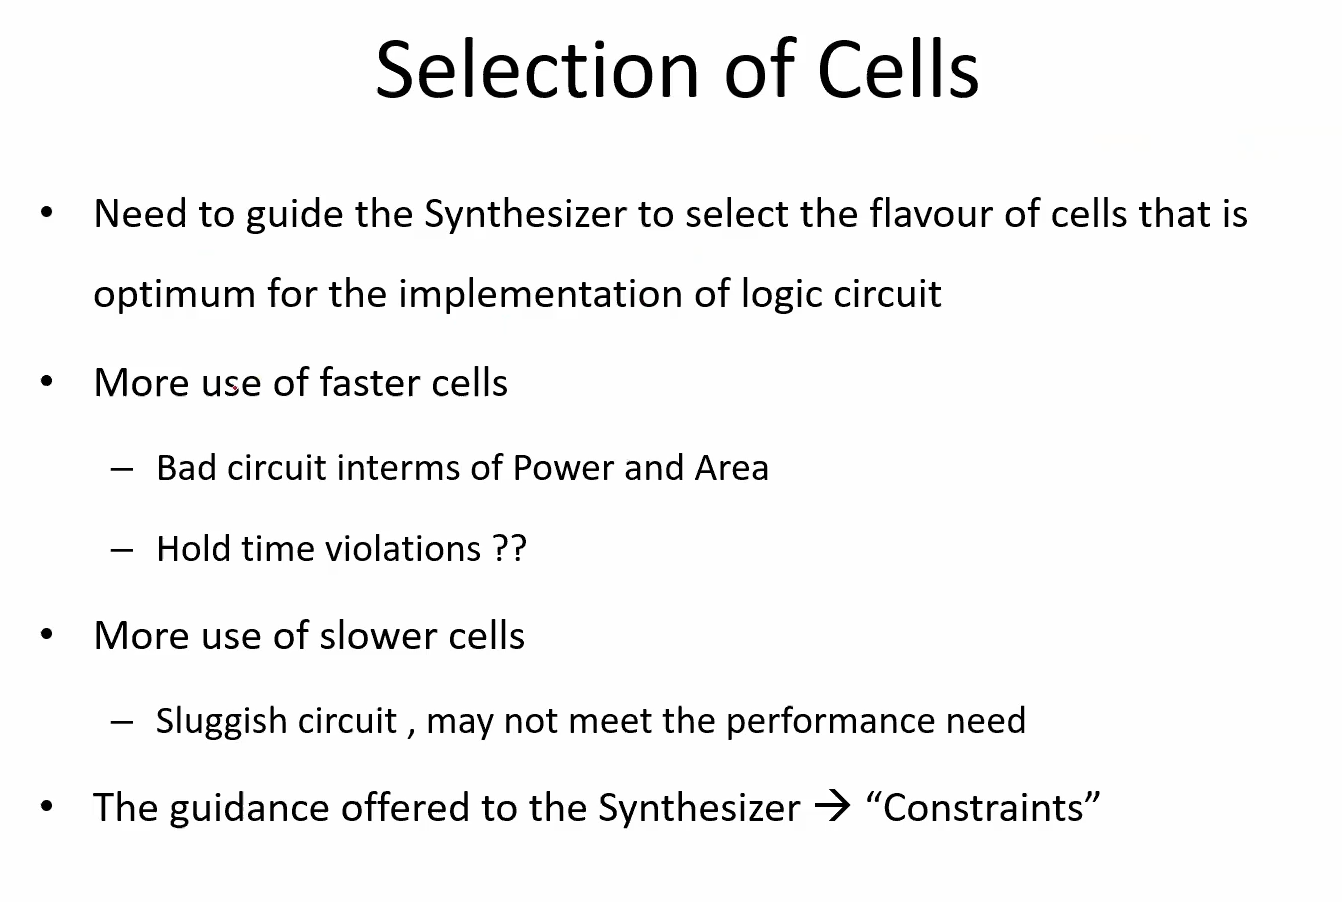 Selection of Cells
• Need to guide the Synthesizer to select the flavour of cells that is
optimum for the implementation of logic circuit
• More use of faster cells
– Bad circuit interms of Power and Area
– Hold time violations ??
• More use of slower cells
– Sluggish circuit , may not meet the performance need
• The guidance offered to the Synthesizer → “Constraints”